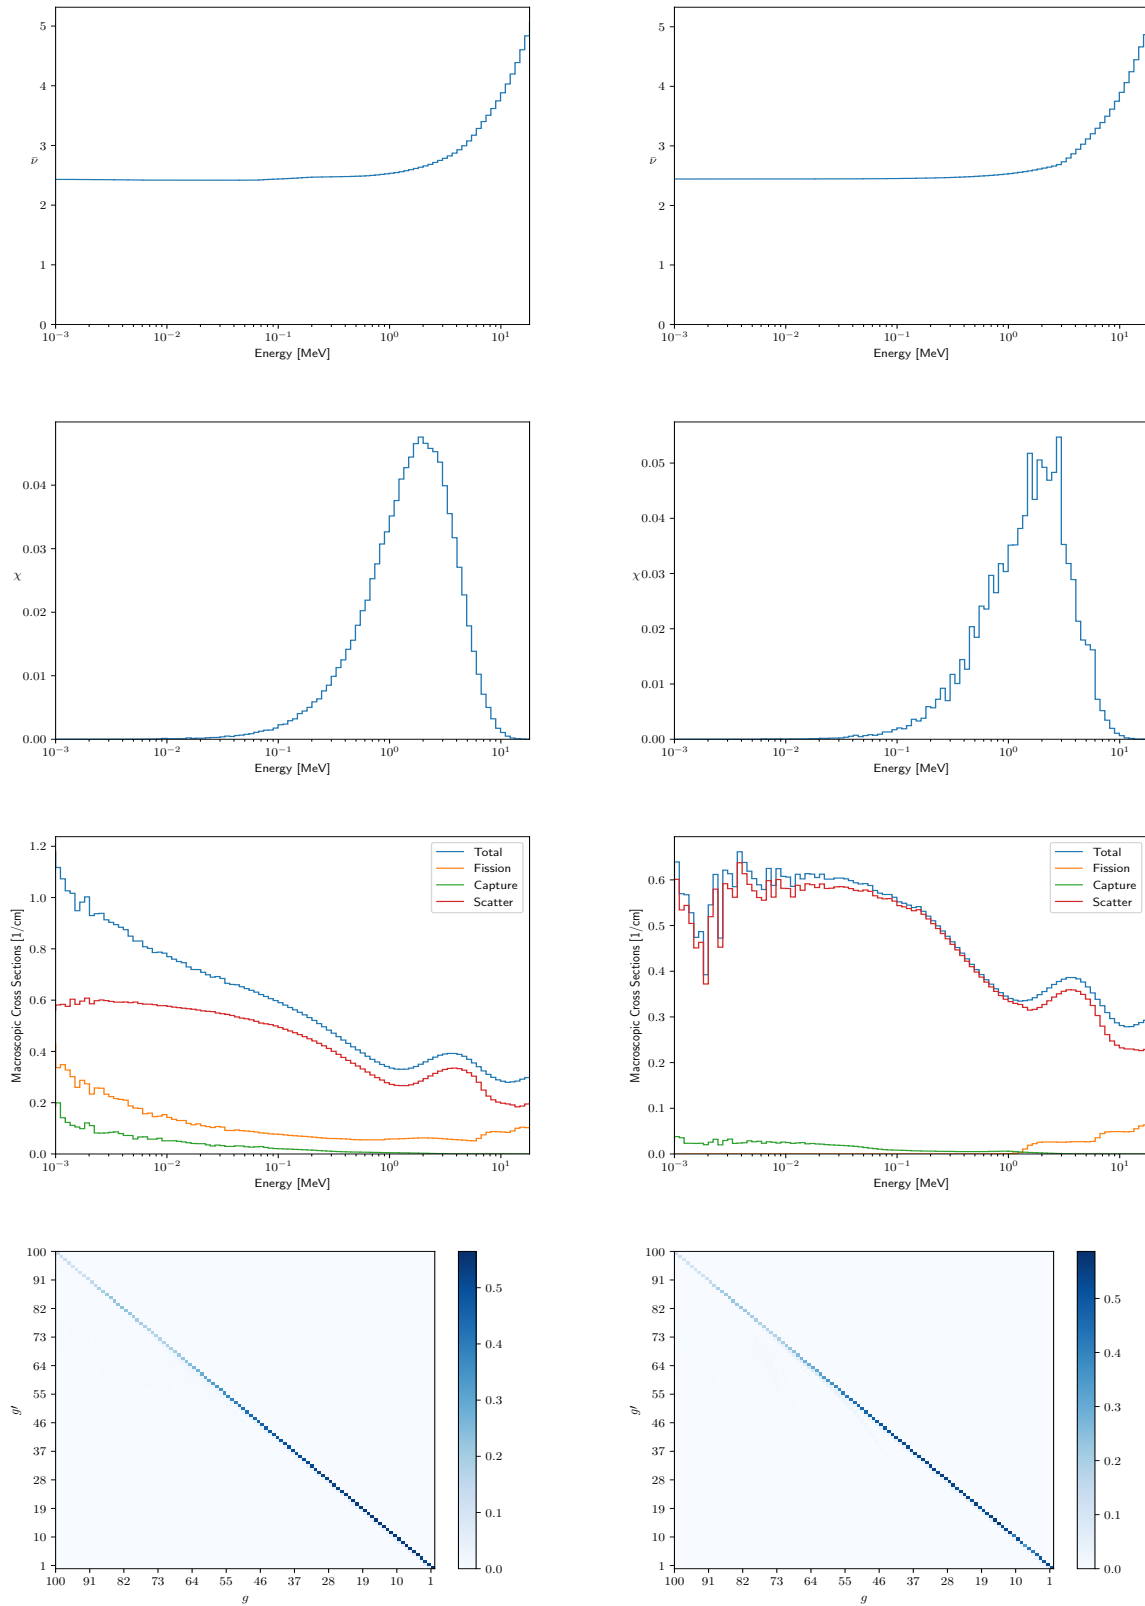 5
4
3
ν̄
2
1
0
10⁻³ 10⁻² 10⁻¹ 10⁰ 10¹
Energy [MeV]
5
4
3
ν̄
2
1
0
10⁻³ 10⁻² 10⁻¹ 10⁰ 10¹
Energy [MeV]
0.04
0.03
χ
0.02
0.01
0.00
10⁻³ 10⁻² 10⁻¹ 10⁰ 10¹
Energy [MeV]
0.05
0.04
χ 0.03
0.02
0.01
0.00
10⁻³ 10⁻² 10⁻¹ 10⁰ 10¹
Energy [MeV]
Macroscopic Cross Sections [1/cm]
1.2
1.0
0.8
0.6
0.4
0.2
0.0
Total
Fission
Capture
Scatter
10⁻³ 10⁻² 10⁻¹ 10⁰ 10¹
Energy [MeV]
Macroscopic Cross Sections [1/cm]
0.6
0.5
0.4
0.3
0.2
0.1
0.0
Total
Fission
Capture
Scatter
10⁻³ 10⁻² 10⁻¹ 10⁰ 10¹
Energy [MeV]
100
91
82
73
64
55
g′
46
37
28
19
10
1
100 91 82 73 64 55 46 37 28 19 10 1
g
0.5
0.4
0.3
0.2
0.1
0.0
100
91
82
73
64
55
g′
46
37
28
19
10
1
100 91 82 73 64 55 46 37 28 19 10 1
g
0.5
0.4
0.3
0.2
0.1
0.0